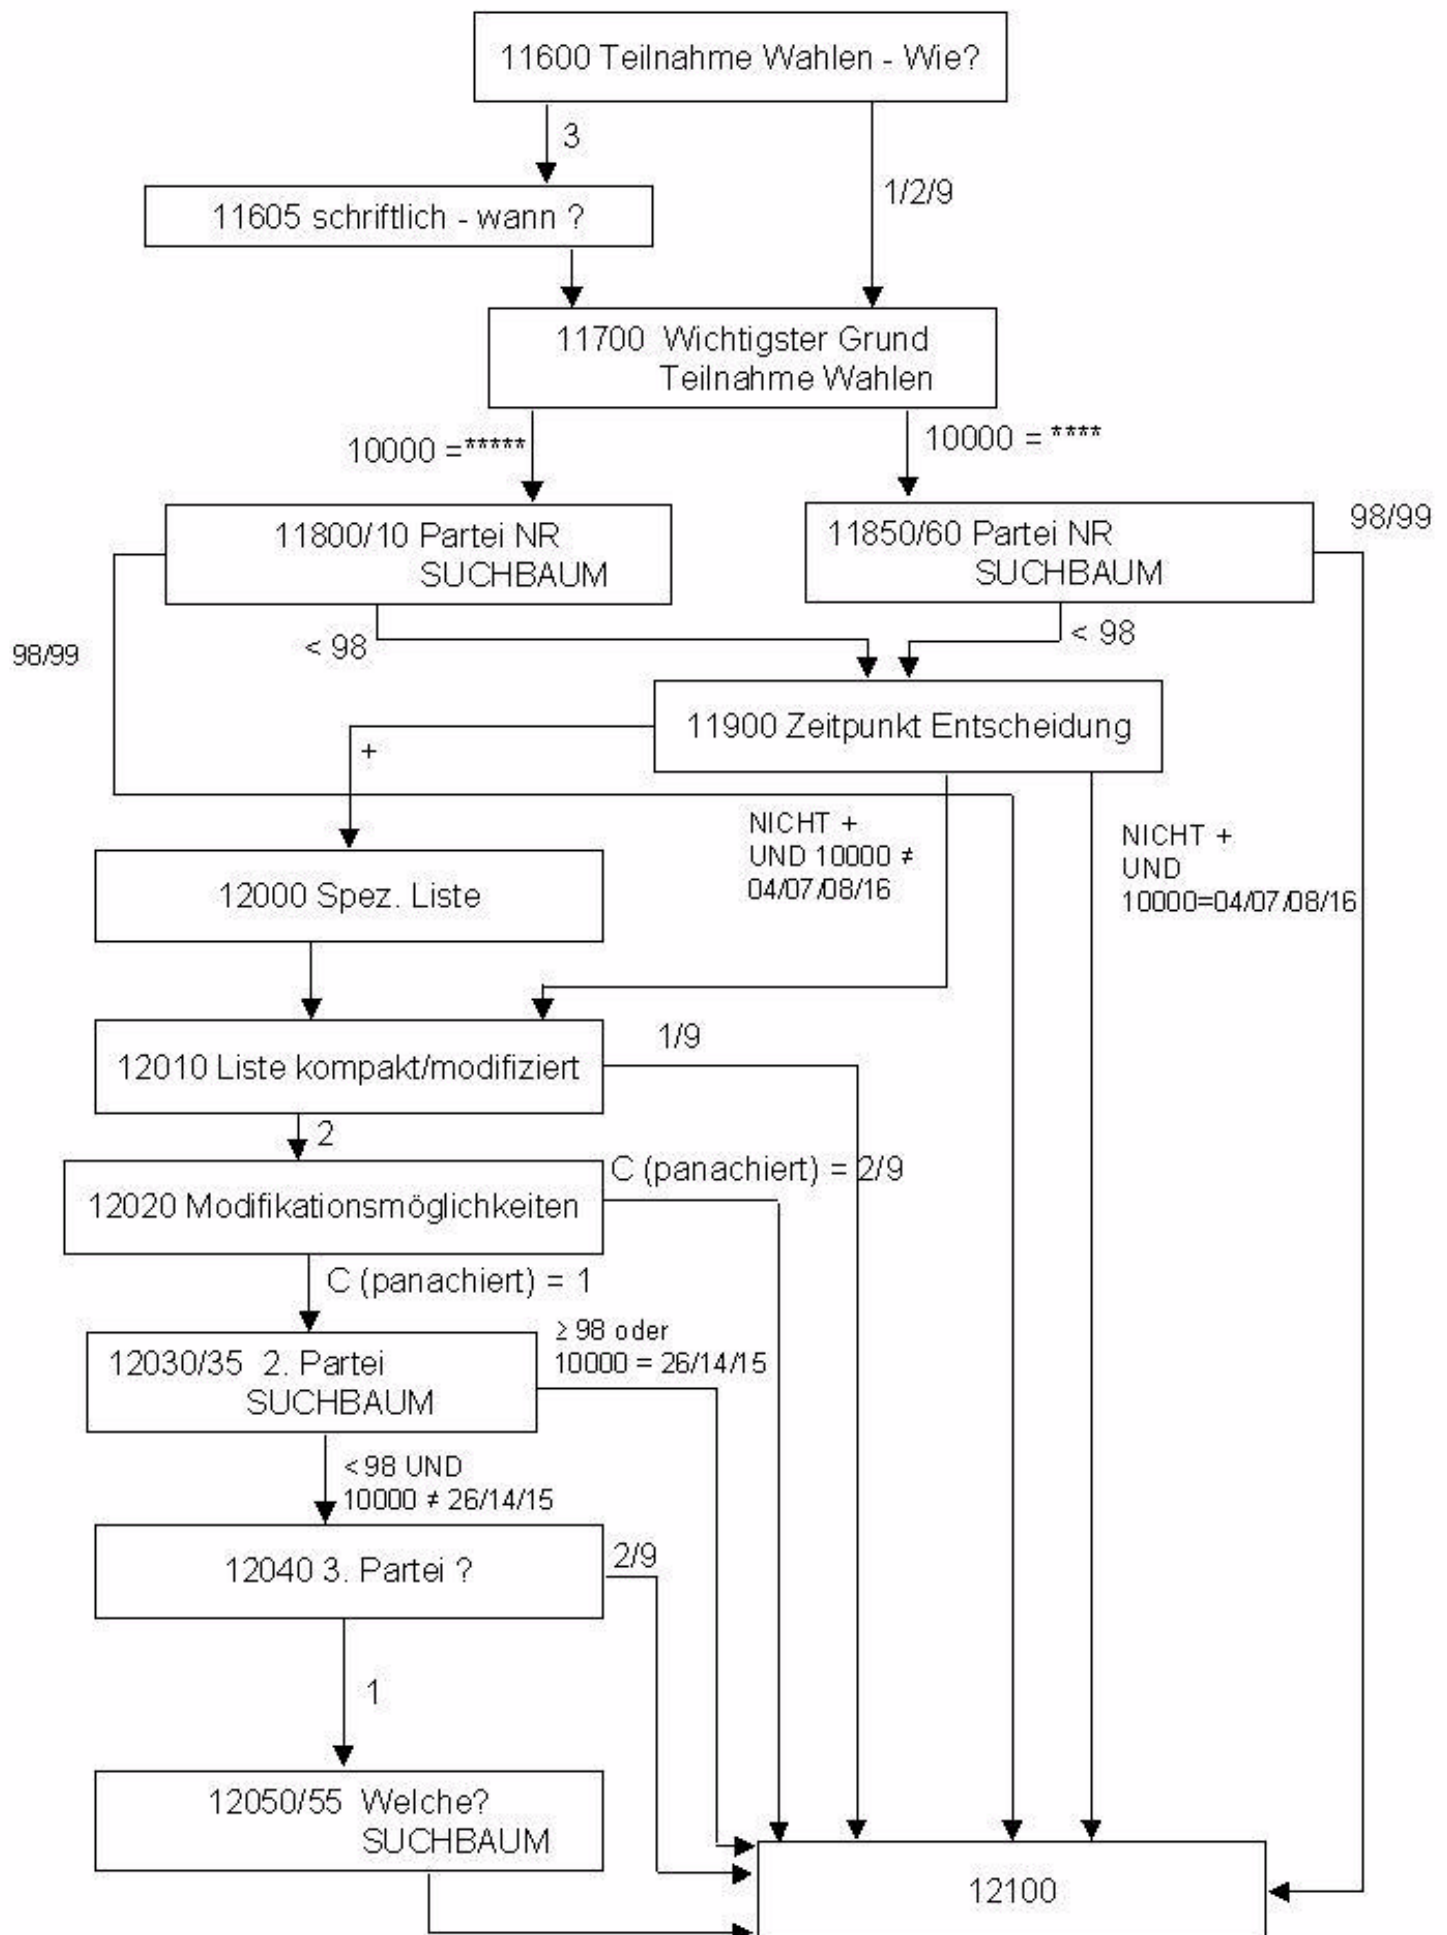 11600 Teilnahme Wahlen - Wie?
3
1/2/9
11605 schriftlich - wann ?
11700 Wichtigster Grund
Teilnahme Wahlen
10000 =*****
10000 = ****
11800/10 Partei NR
SUCHBAUM
11850/60 Partei NR
SUCHBAUM
98/99
98/99
< 98
< 98
11900 Zeitpunkt Entscheidung
+
NICHT +
UND 10000 ≠
04/07/08/16
NICHT +
UND
10000=04/07/08/16
12000 Spez. Liste
12010 Liste kompakt/modifiziert
1/9
2
12020 Modifikationsmöglichkeiten
C (panachiert) = 2/9
C (panachiert) = 1
12030/35 2. Partei
SUCHBAUM
≥ 98 oder
10000 = 26/14/15
< 98 UND
10000 ≠ 26/14/15
12040 3. Partei ?
2/9
1
12050/55 Welche?
SUCHBAUM
12100